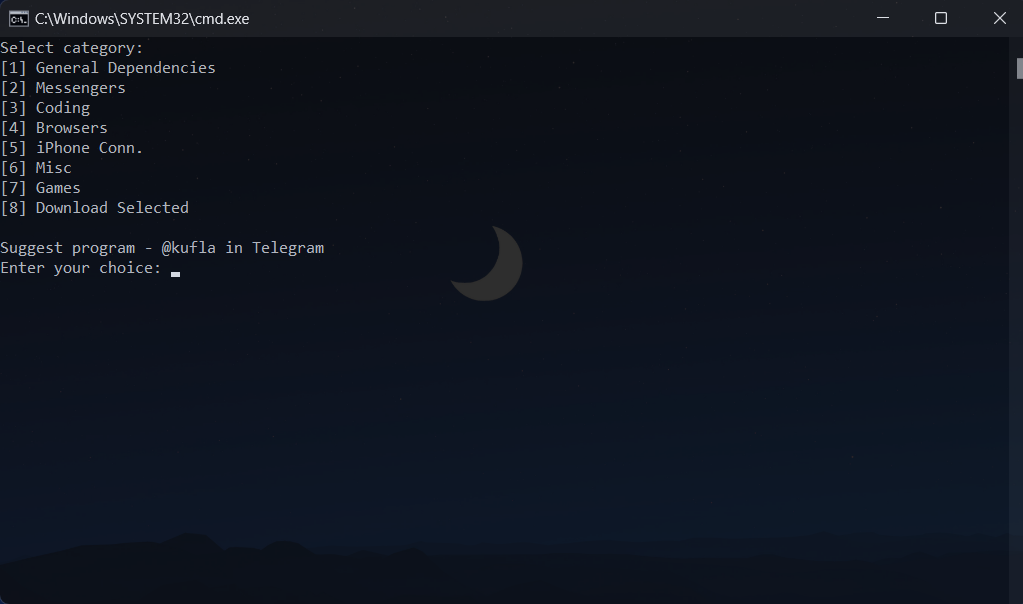 C:\Windows\SYSTEM32\cmd.exe
Select category:
[1] General Dependencies
[2] Messengers
[3] Coding
[4] Browsers
[5] iPhone Conn.
[6] Misc
[7] Games
[8] Download Selected
Suggest program - @kufla in Telegram
Enter your choice: